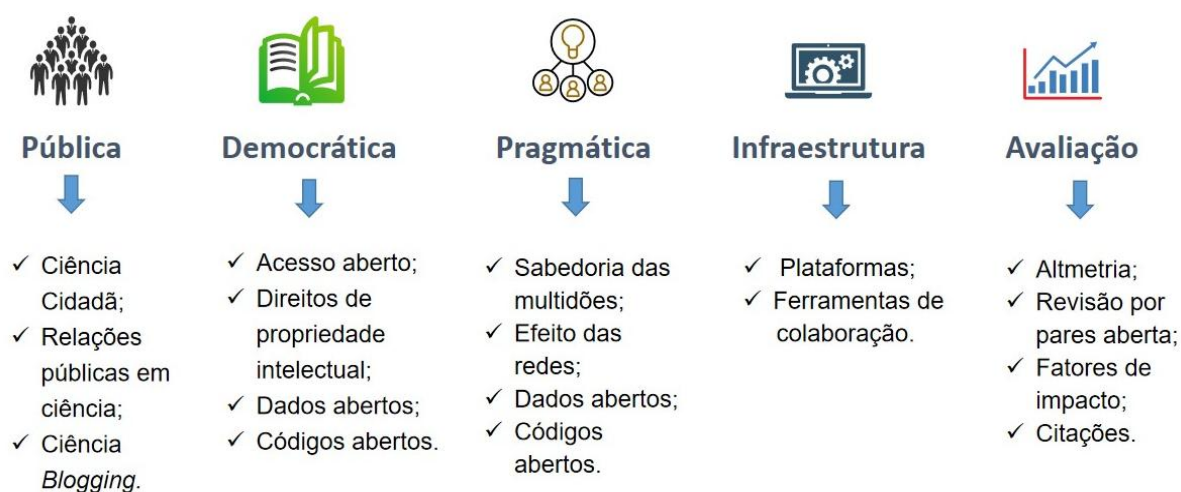 Pública
Ciência
Cidadã;
Relações
públicas em
ciência;
Ciência
Blogging.
Democrática
Acesso aberto;
Direitos de
propriedade
intelectual;
Dados abertos;
Códigos abertos.
Pragmática
Sabedoria das
multidões;
Efeito das
redes;
Dados abertos;
Códigos
abertos.
Infraestrutura
Plataformas;
Ferramentas de
colaboração.
Avaliação
Altmetria;
Revisão por
pares aberta;
Fatores de
impacto;
Citações.